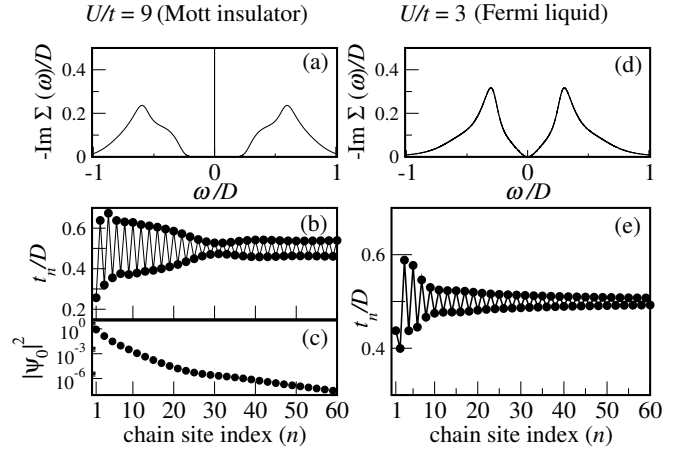 U/t = 9 (Mott insulator)
U/t = 3 (Fermi liquid)
-Im Σ (ω)/D
0.4
0.2
0
(a)
-1
0
1
ω/D
-Im Σ (ω)/D
0.4
0.2
0
(d)
-1
0
1
ω/D
t_n/D
0.6
0.4
0.2
(b)
|Ψ_0|^2
10^0
10^-3
10^-6
(c)
1
10
20
30
40
50
60
chain site index (n)
t_n/D
0.6
0.4
(e)
1
10
20
30
40
50
60
chain site index (n)